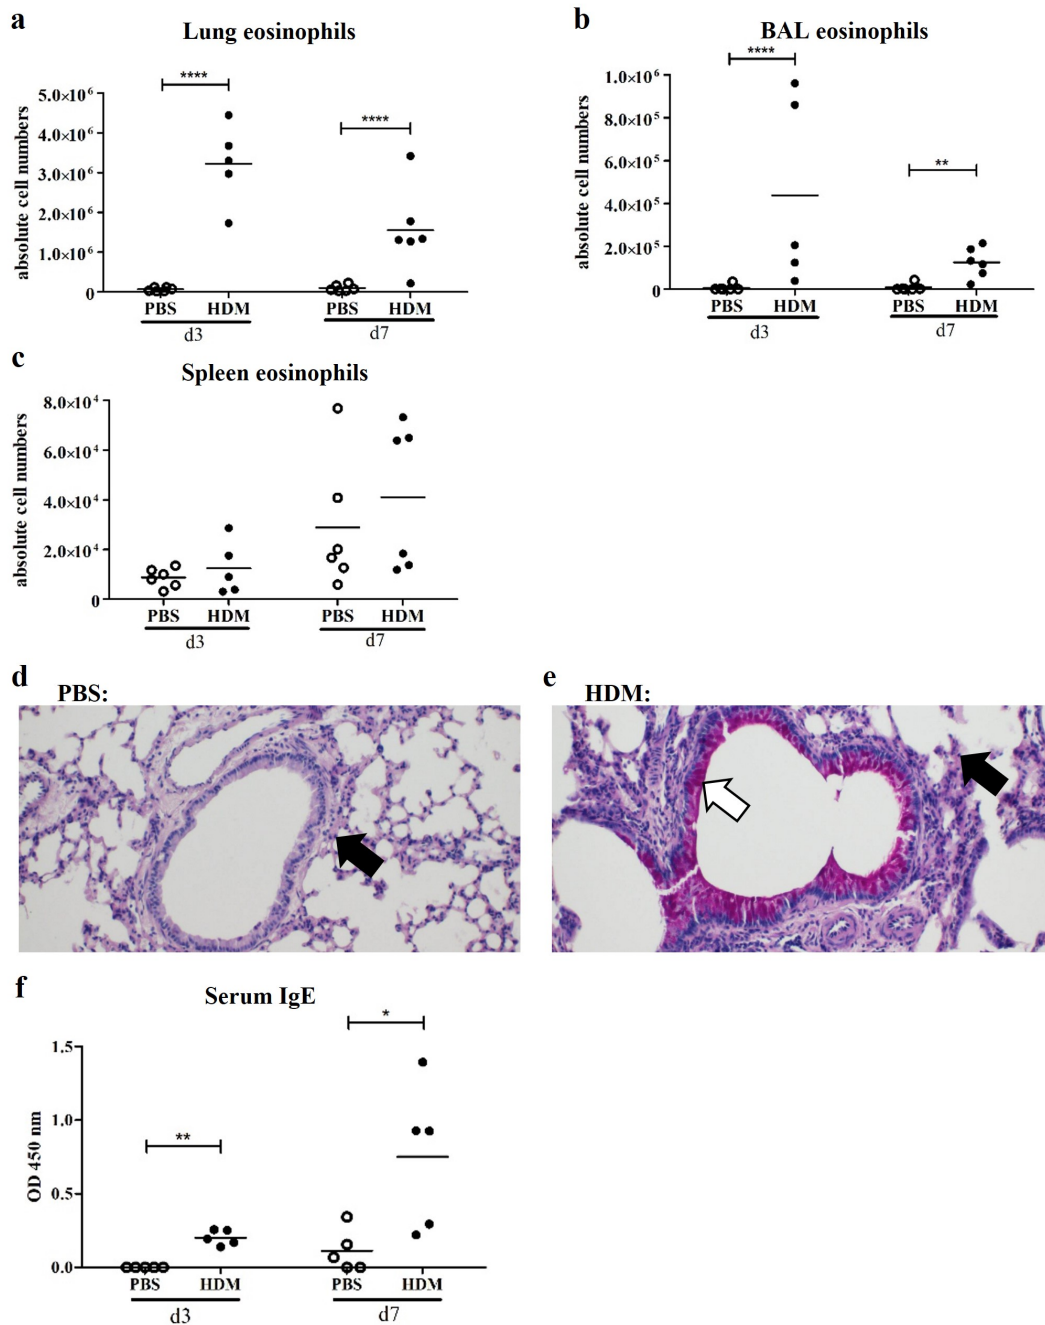 a
Lung eosinophils
absolute cell numbers
5.0×10⁶
4.0×10⁶
3.0×10⁶
2.0×10⁶
1.0×10⁶
0
****
****
PBS HDM PBS HDM
d3 d7
b
BAL eosinophils
absolute cell numbers
1.0×10⁶
8.0×10⁵
6.0×10⁵
4.0×10⁵
2.0×10⁵
0
****
**
PBS HDM PBS HDM
d3 d7
c
Spleen eosinophils
absolute cell numbers
8.0×10⁴
6.0×10⁴
4.0×10⁴
2.0×10⁴
0
PBS HDM PBS HDM
d3 d7
d PBS:
e HDM:
f
Serum IgE
OD 450 nm
1.5
1.0
0.5
0.0
**
*
PBS HDM PBS HDM
d3 d7